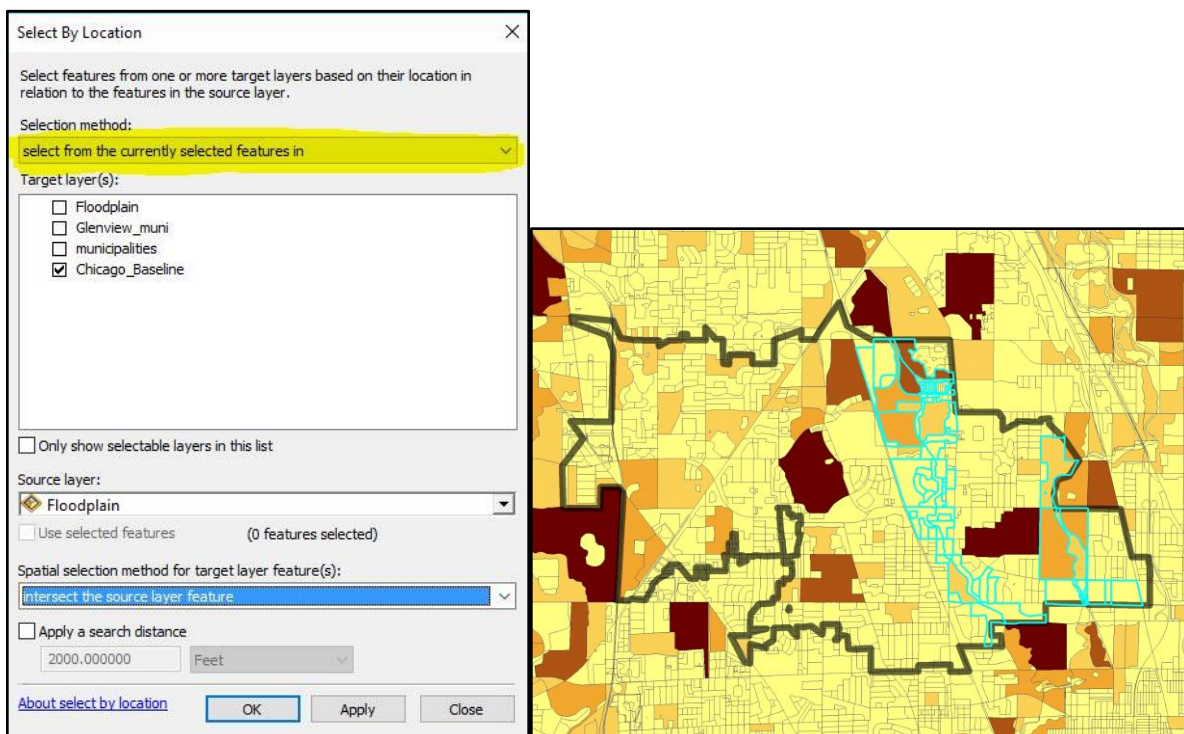 Select By Location
Select features from one or more target layers based on their location in
relation to the features in the source layer.
Selection method:
select from the currently selected features in
Target layer(s):
Floodplain
Glenview_muni
municipalities
Chicago_Baseline
Only show selectable layers in this list
Source layer:
Floodplain
Use selected features (0 features selected)
Spatial selection method for target layer feature(s):
intersect the source layer feature
Apply a search distance
2000.000000 Feet
About select by location OK Apply Close